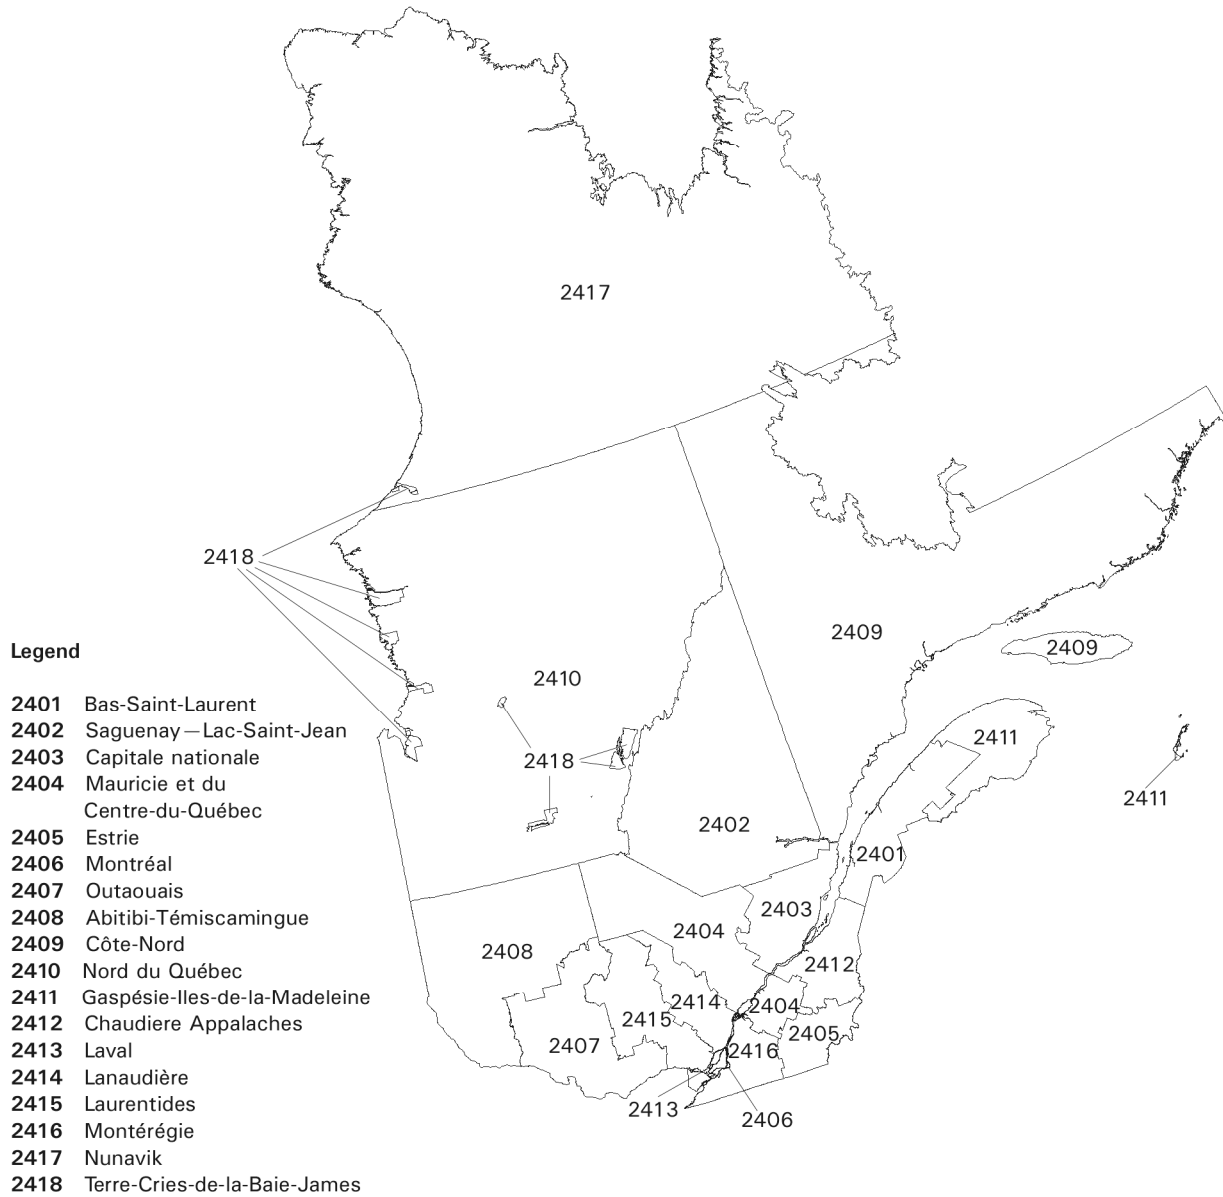 2417
2418
2409
2409
2410
2411
2418
2411
2402
2401
2403
2404
2408
2412
2414
2404
2415
2405
2407
2416
2413
2406
Legend
2401 Bas-Saint-Laurent
2402 Saguenay—Lac-Saint-Jean
2403 Capitale nationale
2404 Mauricie et du
Centre-du-Québec
2405 Estrie
2406 Montréal
2407 Outaouais
2408 Abitibi-Témiscamingue
2409 Côte-Nord
2410 Nord du Québec
2411 Gaspésie-Iles-de-la-Madeleine
2412 Chaudiere Appalaches
2413 Laval
2414 Lanaudière
2415 Laurentides
2416 Montérégie
2417 Nunavik
2418 Terre-Cries-de-la-Baie-James